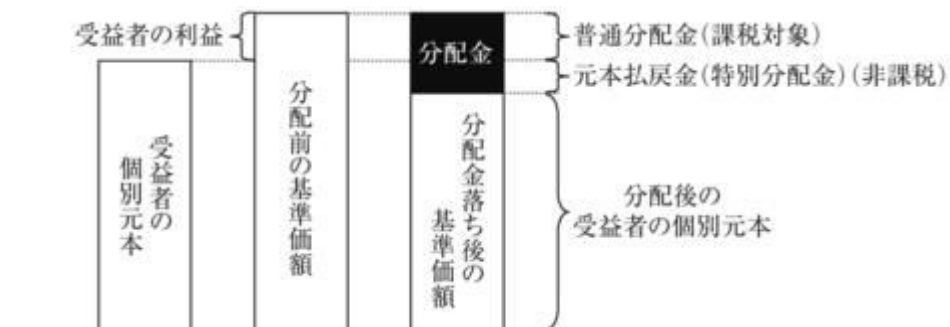 受益者の利益
受益者の
個別元本
分配前の基準価額
分配金
分配金落ち後の
基準価額
普通分配金(課税対象)
元本払戻金(特別分配金)(非課税)
分配後の
受益者の個別元本